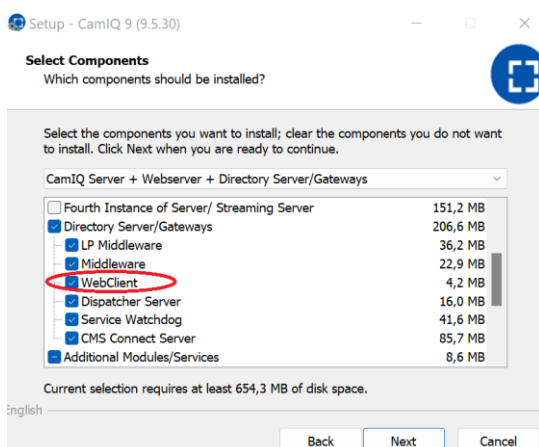 Setup - CamIQ 9 (9.5.30)
Select Components
Which components should be installed?
Select the components you want to install; clear the components you do not want
to install. Click Next when you are ready to continue.
CamIQ Server + Webserver + Directory Server/Gateways
Fourth Instance of Server/ Streaming Server 151,2 MB
Directory Server/Gateways 206,6 MB
LP Middleware 36,2 MB
Middleware 22,9 MB
WebClient 4,2 MB
Dispatcher Server 16,0 MB
Service Watchdog 41,6 MB
CMS Connect Server 85,7 MB
Additional Modules/Services 8,6 MB
Current selection requires at least 654,3 MB of disk space.
English
Back Next Cancel